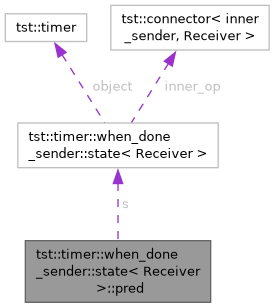 tst::timer
tst::connector< inner
_sender, Receiver >
object
inner_op
tst::timer::when_done
_sender::state< Receiver >
s
tst::timer::when_done
_sender::state< Receiver
>::pred